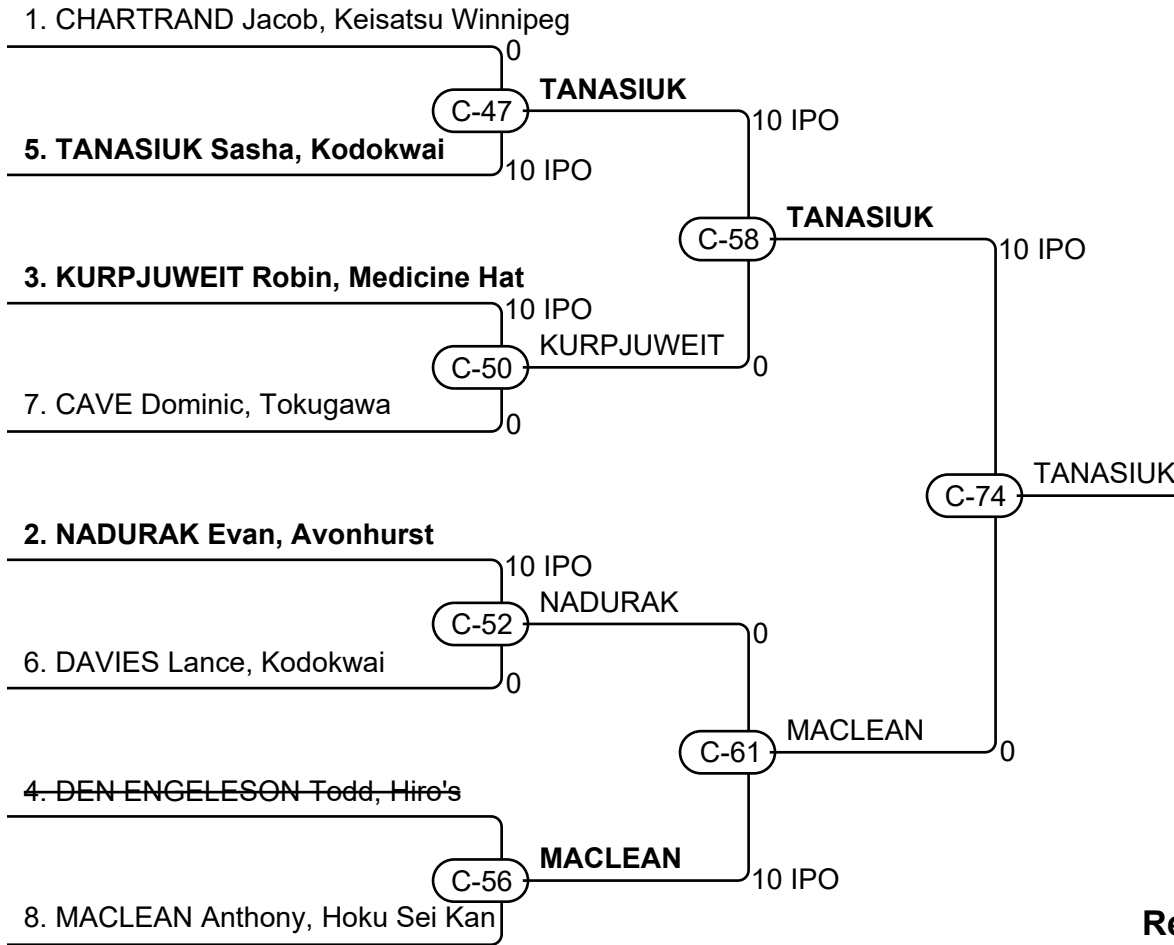 1. CHARTRAND Jacob, Keisatsu Winnipeg
0
C-47
TANASIUK
10 IPO
5. TANASIUK Sasha, Kodokwai
10 IPO
C-58
TANASIUK
10 IPO
3. KURPJUWEIT Robin, Medicine Hat
10 IPO
C-50
KURPJUWEIT
0
7. CAVE Dominic, Tokugawa
0
C-74
TANASIUK
2. NADURAK Evan, Avonhurst
10 IPO
C-52
NADURAK
0
6. DAVIES Lance, Kodokwai
0
C-61
MACLEAN
0
4. DEN ENGELESON Todd, Hiro's
C-56
MACLEAN
10 IPO
8. MACLEAN Anthony, Hoku Sei Kan